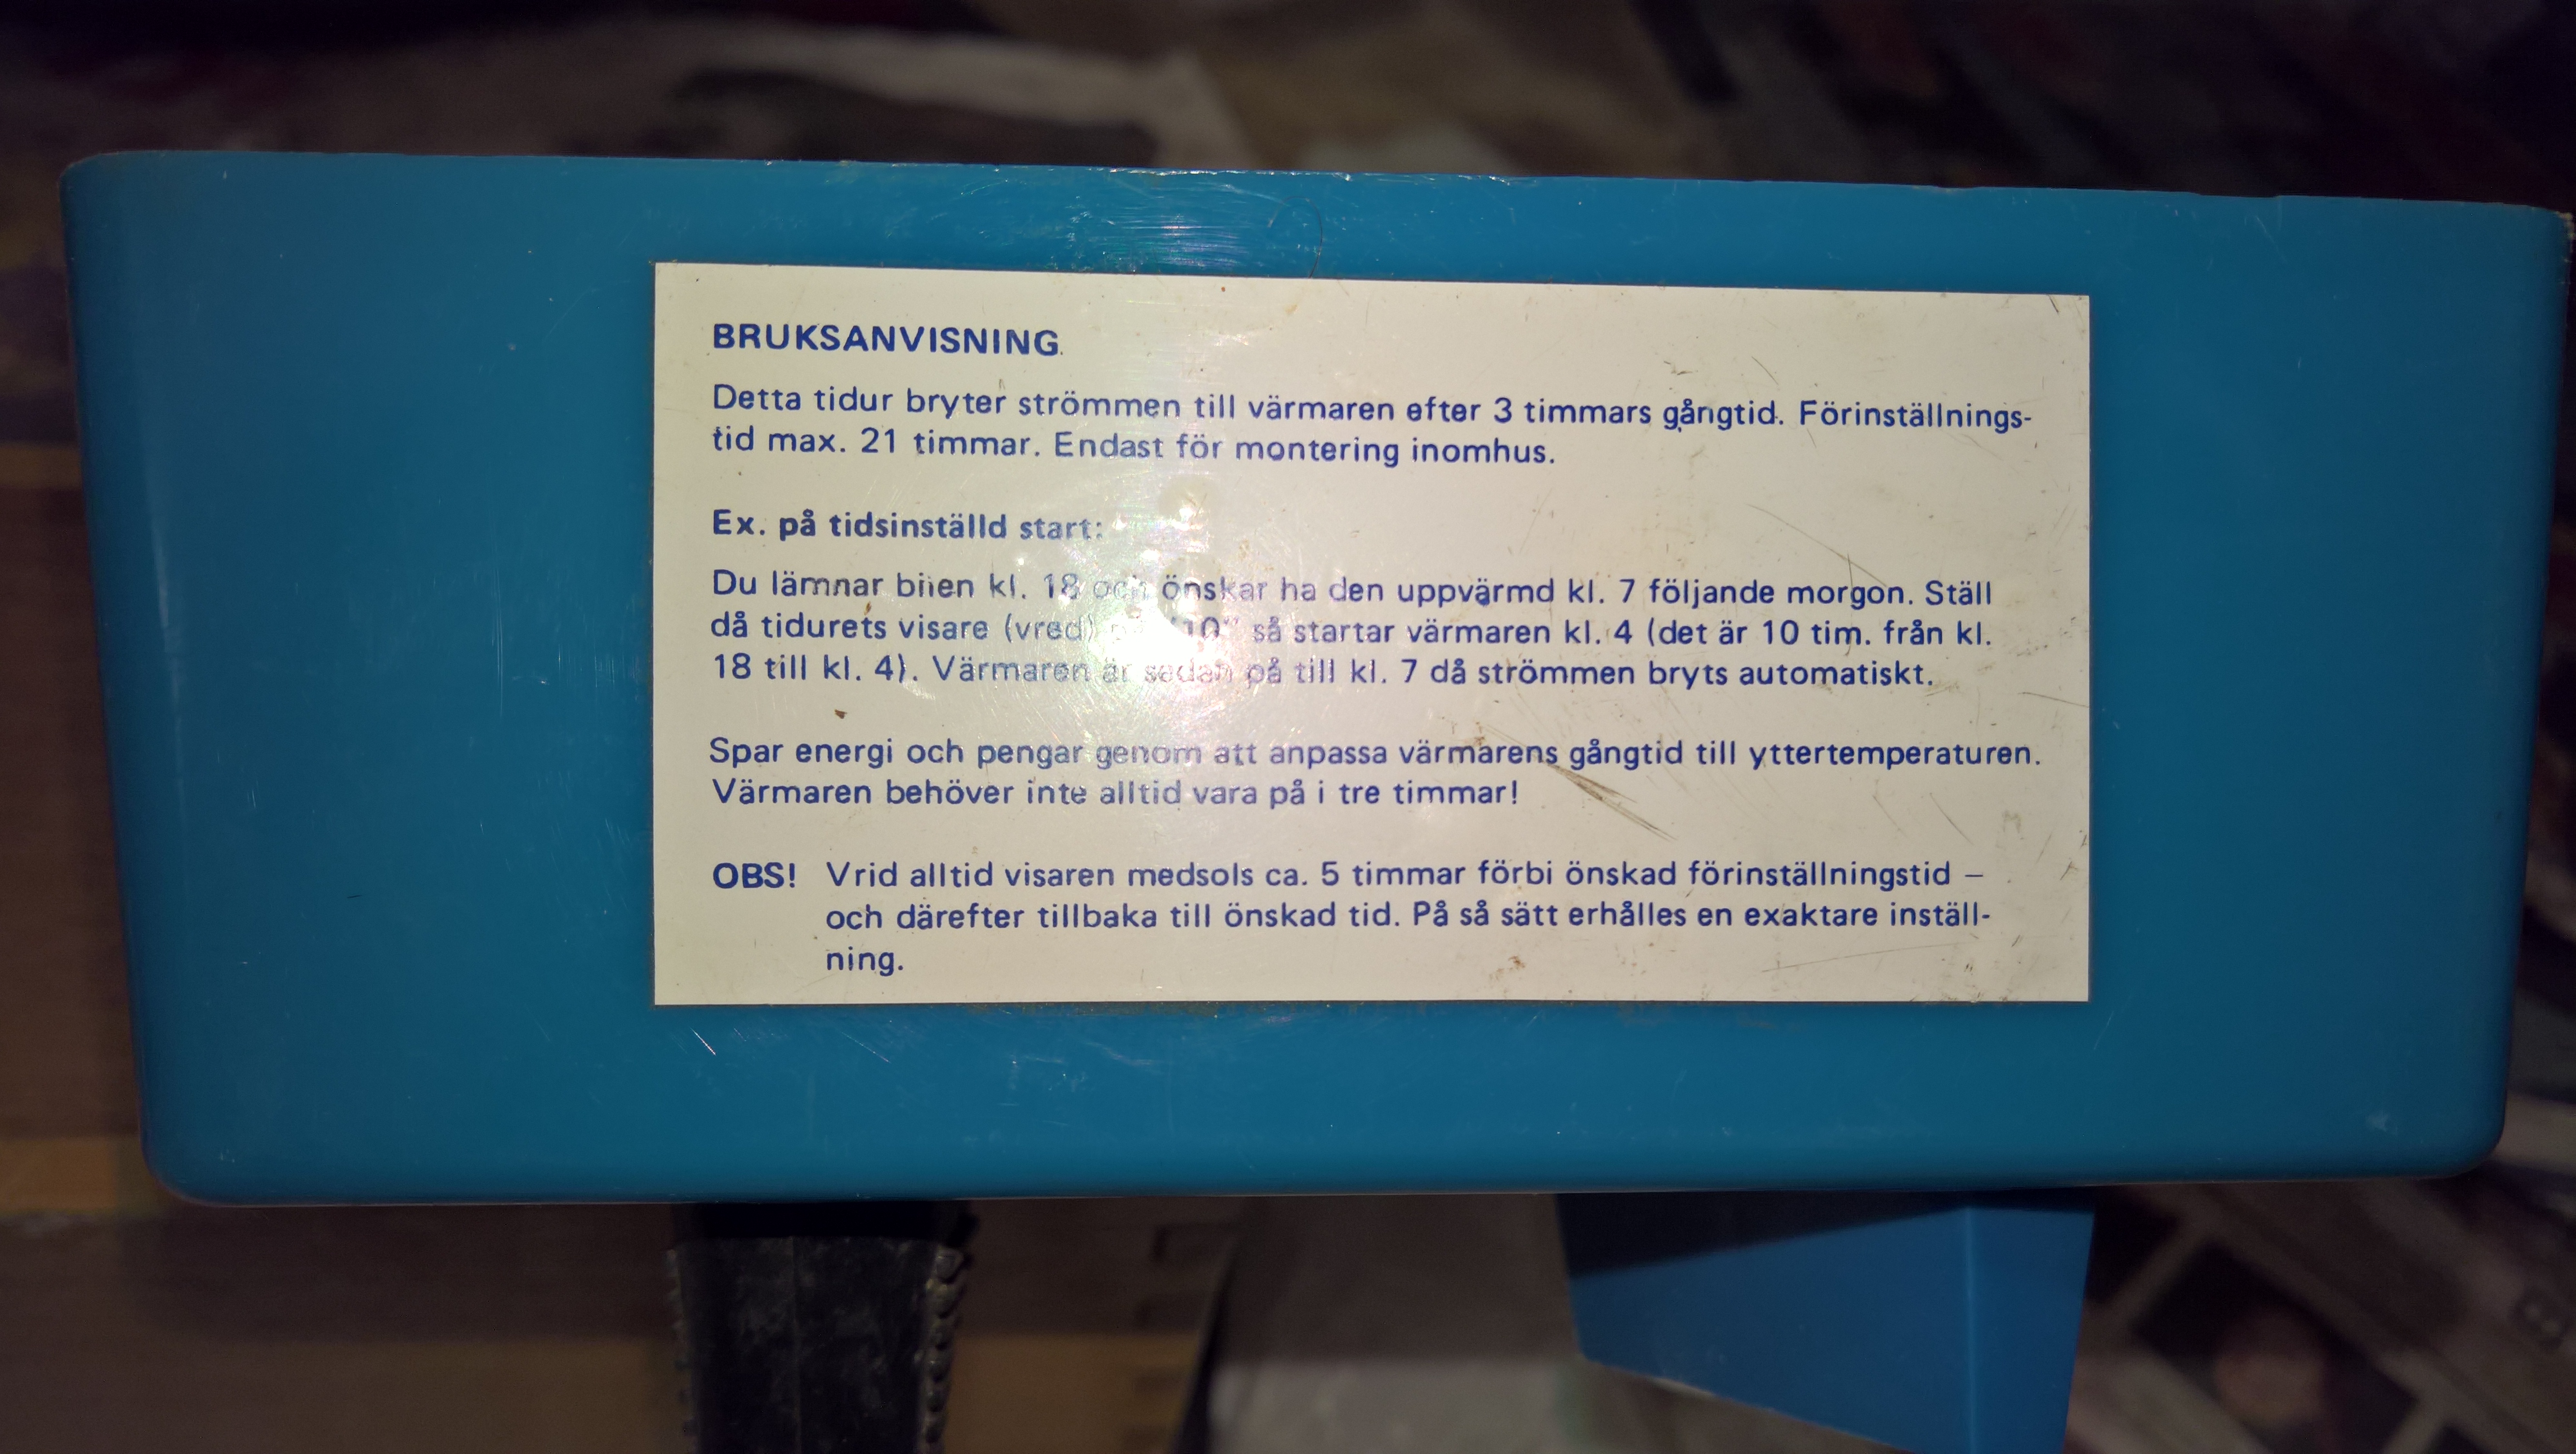 BRUKSANVISNING
Detta tidur bryter strömmen till värmaren efter 3 timmars gångtid. Förinställnings-
tid max. 21 timmar. Endast för montering inomhus.
Ex. på tidsinställd start:
Du lämnar bilen kl. 18 och önskar ha den uppvärmd kl. 7 följande morgon. Ställ
då tidurets visare (vred) på "10" så startar värmaren kl. 4 (det är 10 tim. från kl.
18 till kl. 4). Värmaren är sedan på till kl. 7 då strömmen bryts automatiskt.
Spar energi och pengar genom att anpassa värmarens gångtid till yttertemperaturen.
Värmaren behöver inte alltid vara på i tre timmar!
OBS! Vrid alltid visaren medsols ca. 5 timmar förbi önskad förinställningstid –
och därefter tillbaka till önskad tid. På så sätt erhålles en exaktare inställ-
ning.